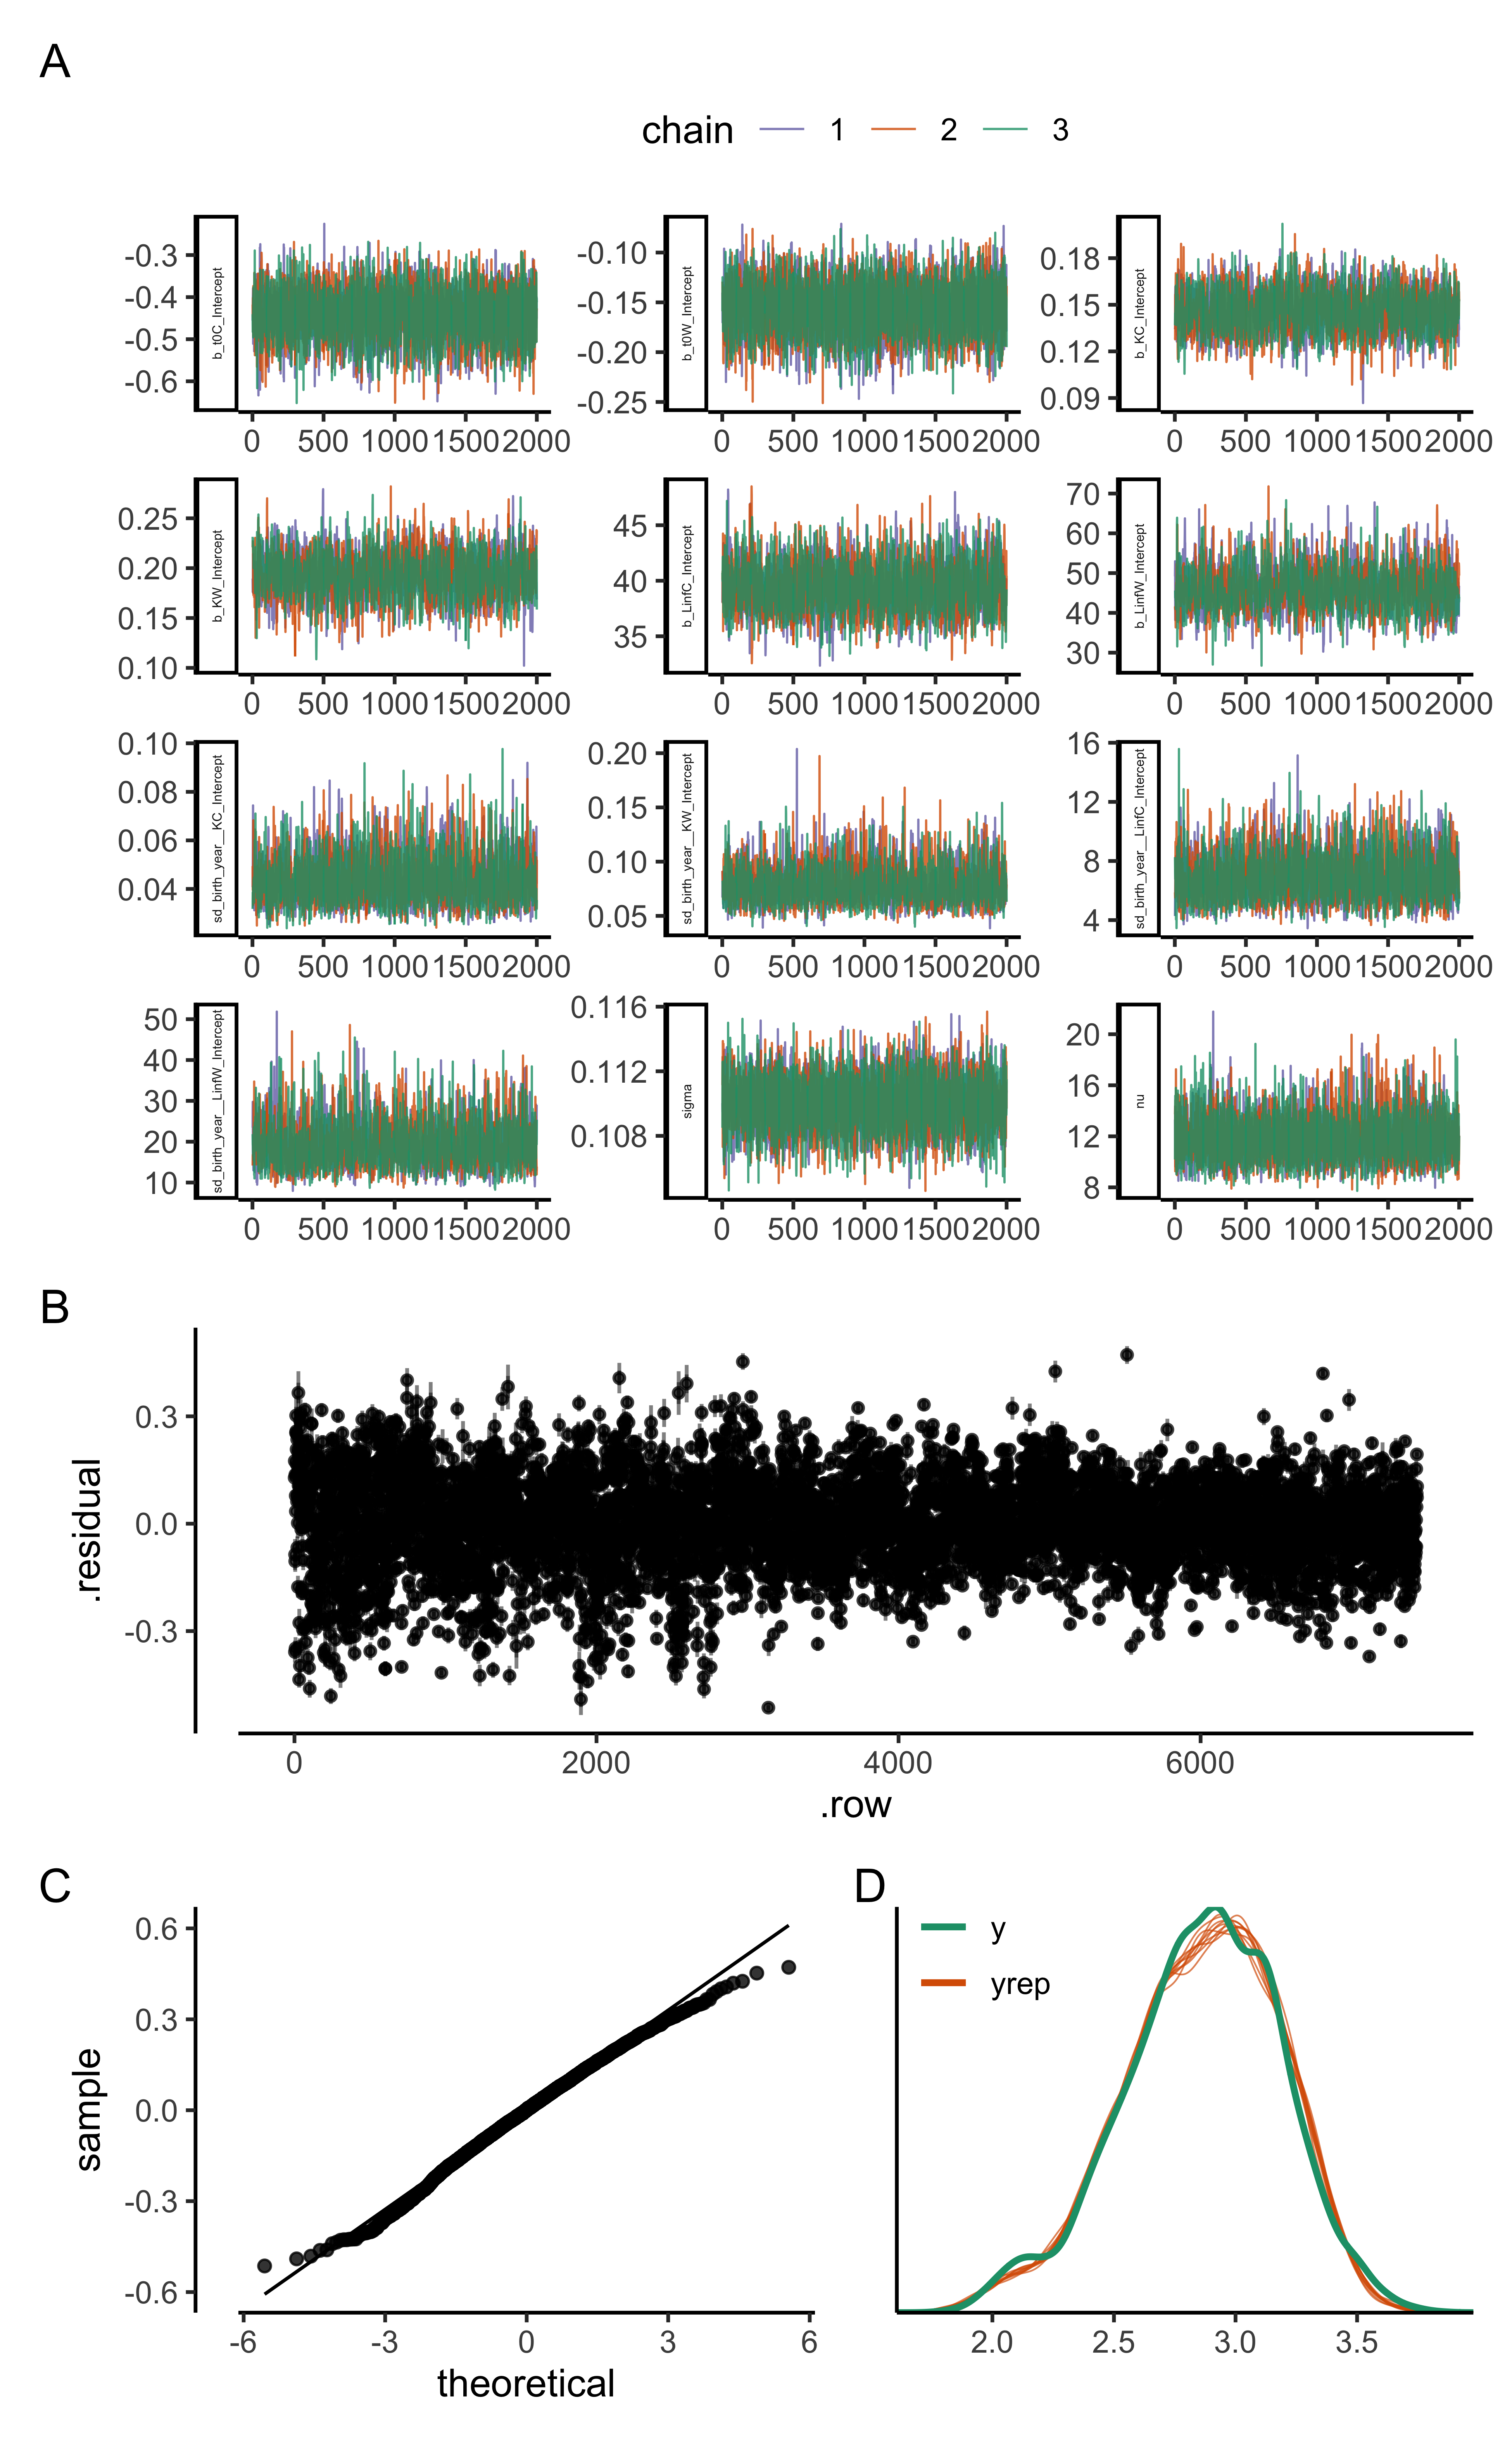 A
chain 1 2 3
b_t0C_Intercept
-0.3
-0.4
-0.5
-0.6
0 500 1000 1500 2000
b_t0W_Intercept
-0.10
-0.15
-0.20
-0.25
0 500 1000 1500 2000
b_KC_Intercept
0.18
0.15
0.12
0.09
0 500 1000 1500 2000
b_KW_Intercept
0.25
0.20
0.15
0.10
0 500 1000 1500 2000
b_LinfC_Intercept
45
40
35
0 500 1000 1500 2000
b_LinfW_Intercept
70
60
50
40
30
0 500 1000 1500 2000
sd_birth_year__KC_Intercept
0.10
0.08
0.06
0.04
0 500 1000 1500 2000
sd_birth_year__KW_Intercept
0.20
0.15
0.10
0.05
0 500 1000 1500 2000
sd_birth_year__LinfC_Intercept
16
12
8
4
0 500 1000 1500 2000
sd_birth_year__LinfW_Intercept
50
40
30
20
10
0 500 1000 1500 2000
sigma
0.116
0.112
0.108
0 500 1000 1500 2000
nu
20
16
12
8
0 500 1000 1500 2000
B
.residual
0.3
0.0
-0.3
0 2000 4000 6000
.row
C
sample
0.6
0.3
0.0
-0.3
-0.6
-6 -3 0 3 6
theoretical
D
y
yrep
2.0 2.5 3.0 3.5